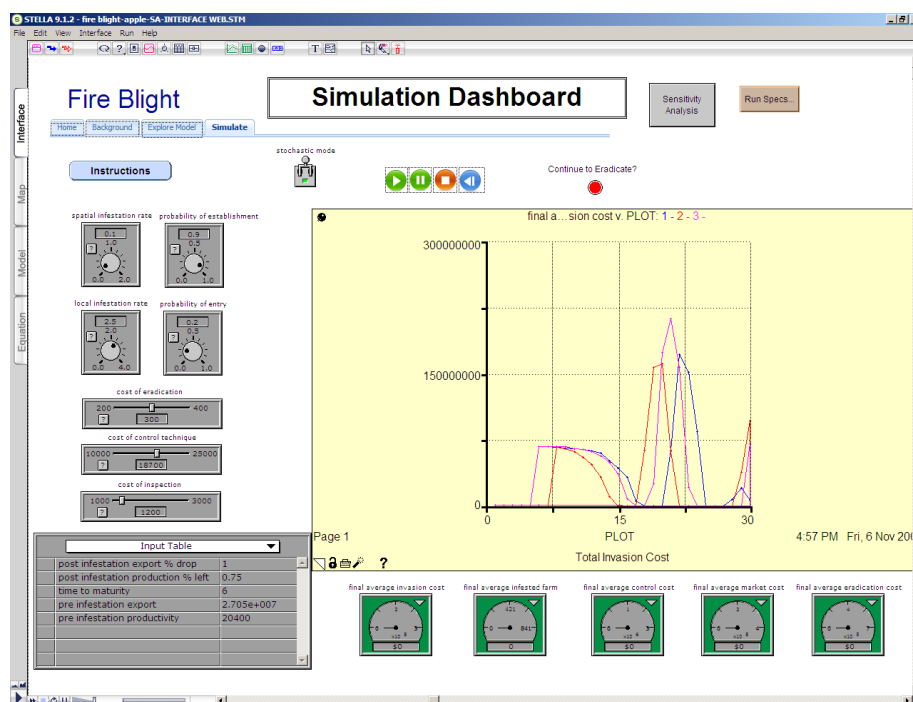 STELLA 9.1.2 - fire blight-apple-SA-INTERFACE WEB.STM
File Edit View Interface Run Help
Interface
Map
Model
Equation
Fire Blight
Simulation Dashboard
Sensitivity
Analysis
Run Specs...
Home Background Explore Model Simulate
Instructions
stochastic mode
Continue to Eradicate?
spatial infestation rate
0.1
1.0
?
0.0 2.0
probability of establishment
0.9
0.5
?
0.0 1.0
local infestation rate
2.5
2.0
?
0.0 4.0
probability of entry
0.2
0.5
?
0.0 1.0
cost of eradication
200 400
? 300
cost of control technique
10000 25000
? 18700
cost of inspection
1000 3000
? 1200
final a…sion cost v. PLOT: 1 - 2 - 3 -
300000000
150000000
0
0 15 30
Page 1 PLOT 4:57 PM Fri, 6 Nov 200
? Total Invasion Cost
Input Table
post infestation export % drop 1
post infestation production % left 0.75
time to maturity 6
pre infestation export 2.705e+007
pre infestation productivity 20400
final average invasion cost
$0
final average infested farm
421
0 841
0
final average control cost
$0
final average market cost
$0
final average eradication cost
$0